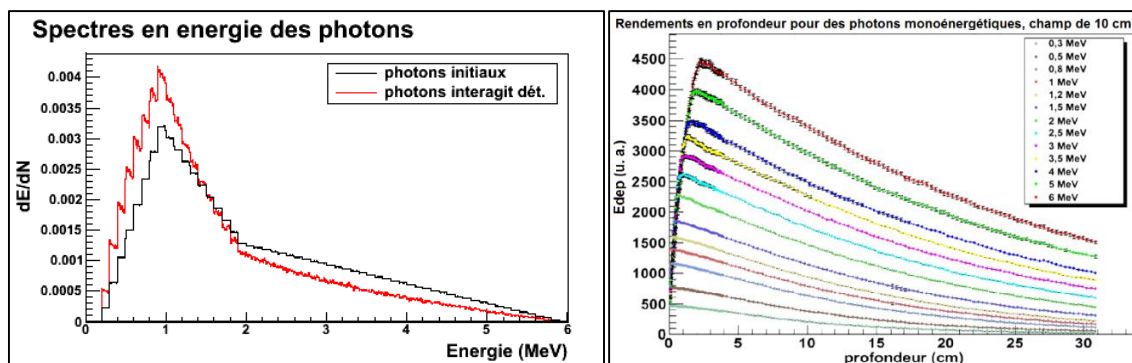 Spectres en energie des photons
photons initiaux
photons interagit dét.
dE/dN
0.004
0.0035
0.003
0.0025
0.002
0.0015
0.001
0.0005
0
0 1 2 3 4 5 6
Energie (MeV)
Rendements en profondeur pour des photons monoénergétiques, champ de 10 cm
Edep (u. a.)
4500
4000
3500
3000
2500
2000
1500
1000
500
0
0 5 10 15 20 25 30
profondeur (cm)
0,3 MeV
0,5 MeV
0,8 MeV
1 MeV
1,2 MeV
1,5 MeV
2 MeV
2,5 MeV
3 MeV
3,5 MeV
4 MeV
5 MeV
6 MeV